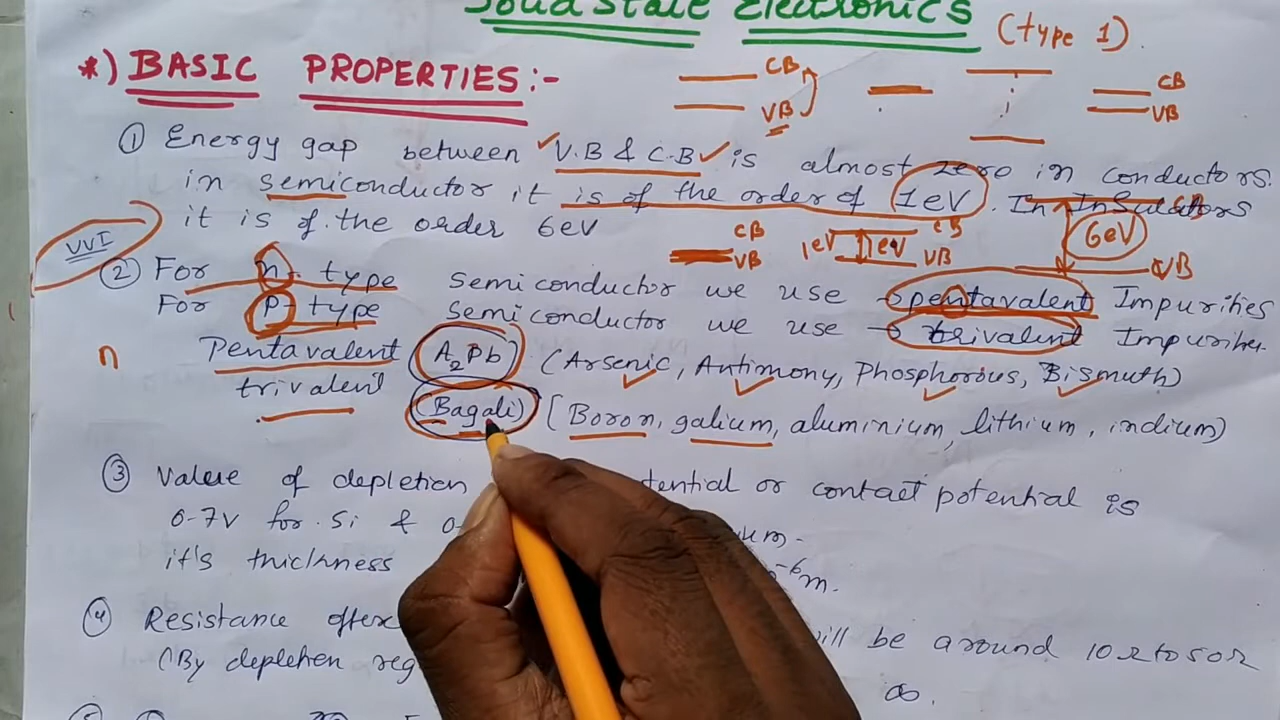 Solid State Electronics
(type 1).
*) BASIC PROPERTIES:-
CB
VB
CB
VB
① Energy gap between V.B & C.B is almost zero in conductors.
in semiconductor it is of the order of 1eV. In Insulators
it is of the order 6eV
CB
VB
1eV
1eV
CB
VB
CB
6eV
VB
VVI
② For n. type semiconductor we use → pentavalent Impurities
For P type semiconductor we use → trivalent Impurities
n
Pentavalent (A2Pb) (Arsenic, Antimony, Phosphorous, Bismuth)
trivalent (Bagali) [Boron, galium, aluminium, lithium, indium)
③ Value of depletion tential or contact potential is
0-7V for. Si & 0-
it's thickness -6m.
④ Resistance will be around 10Ω to 50Ω
(By depletion